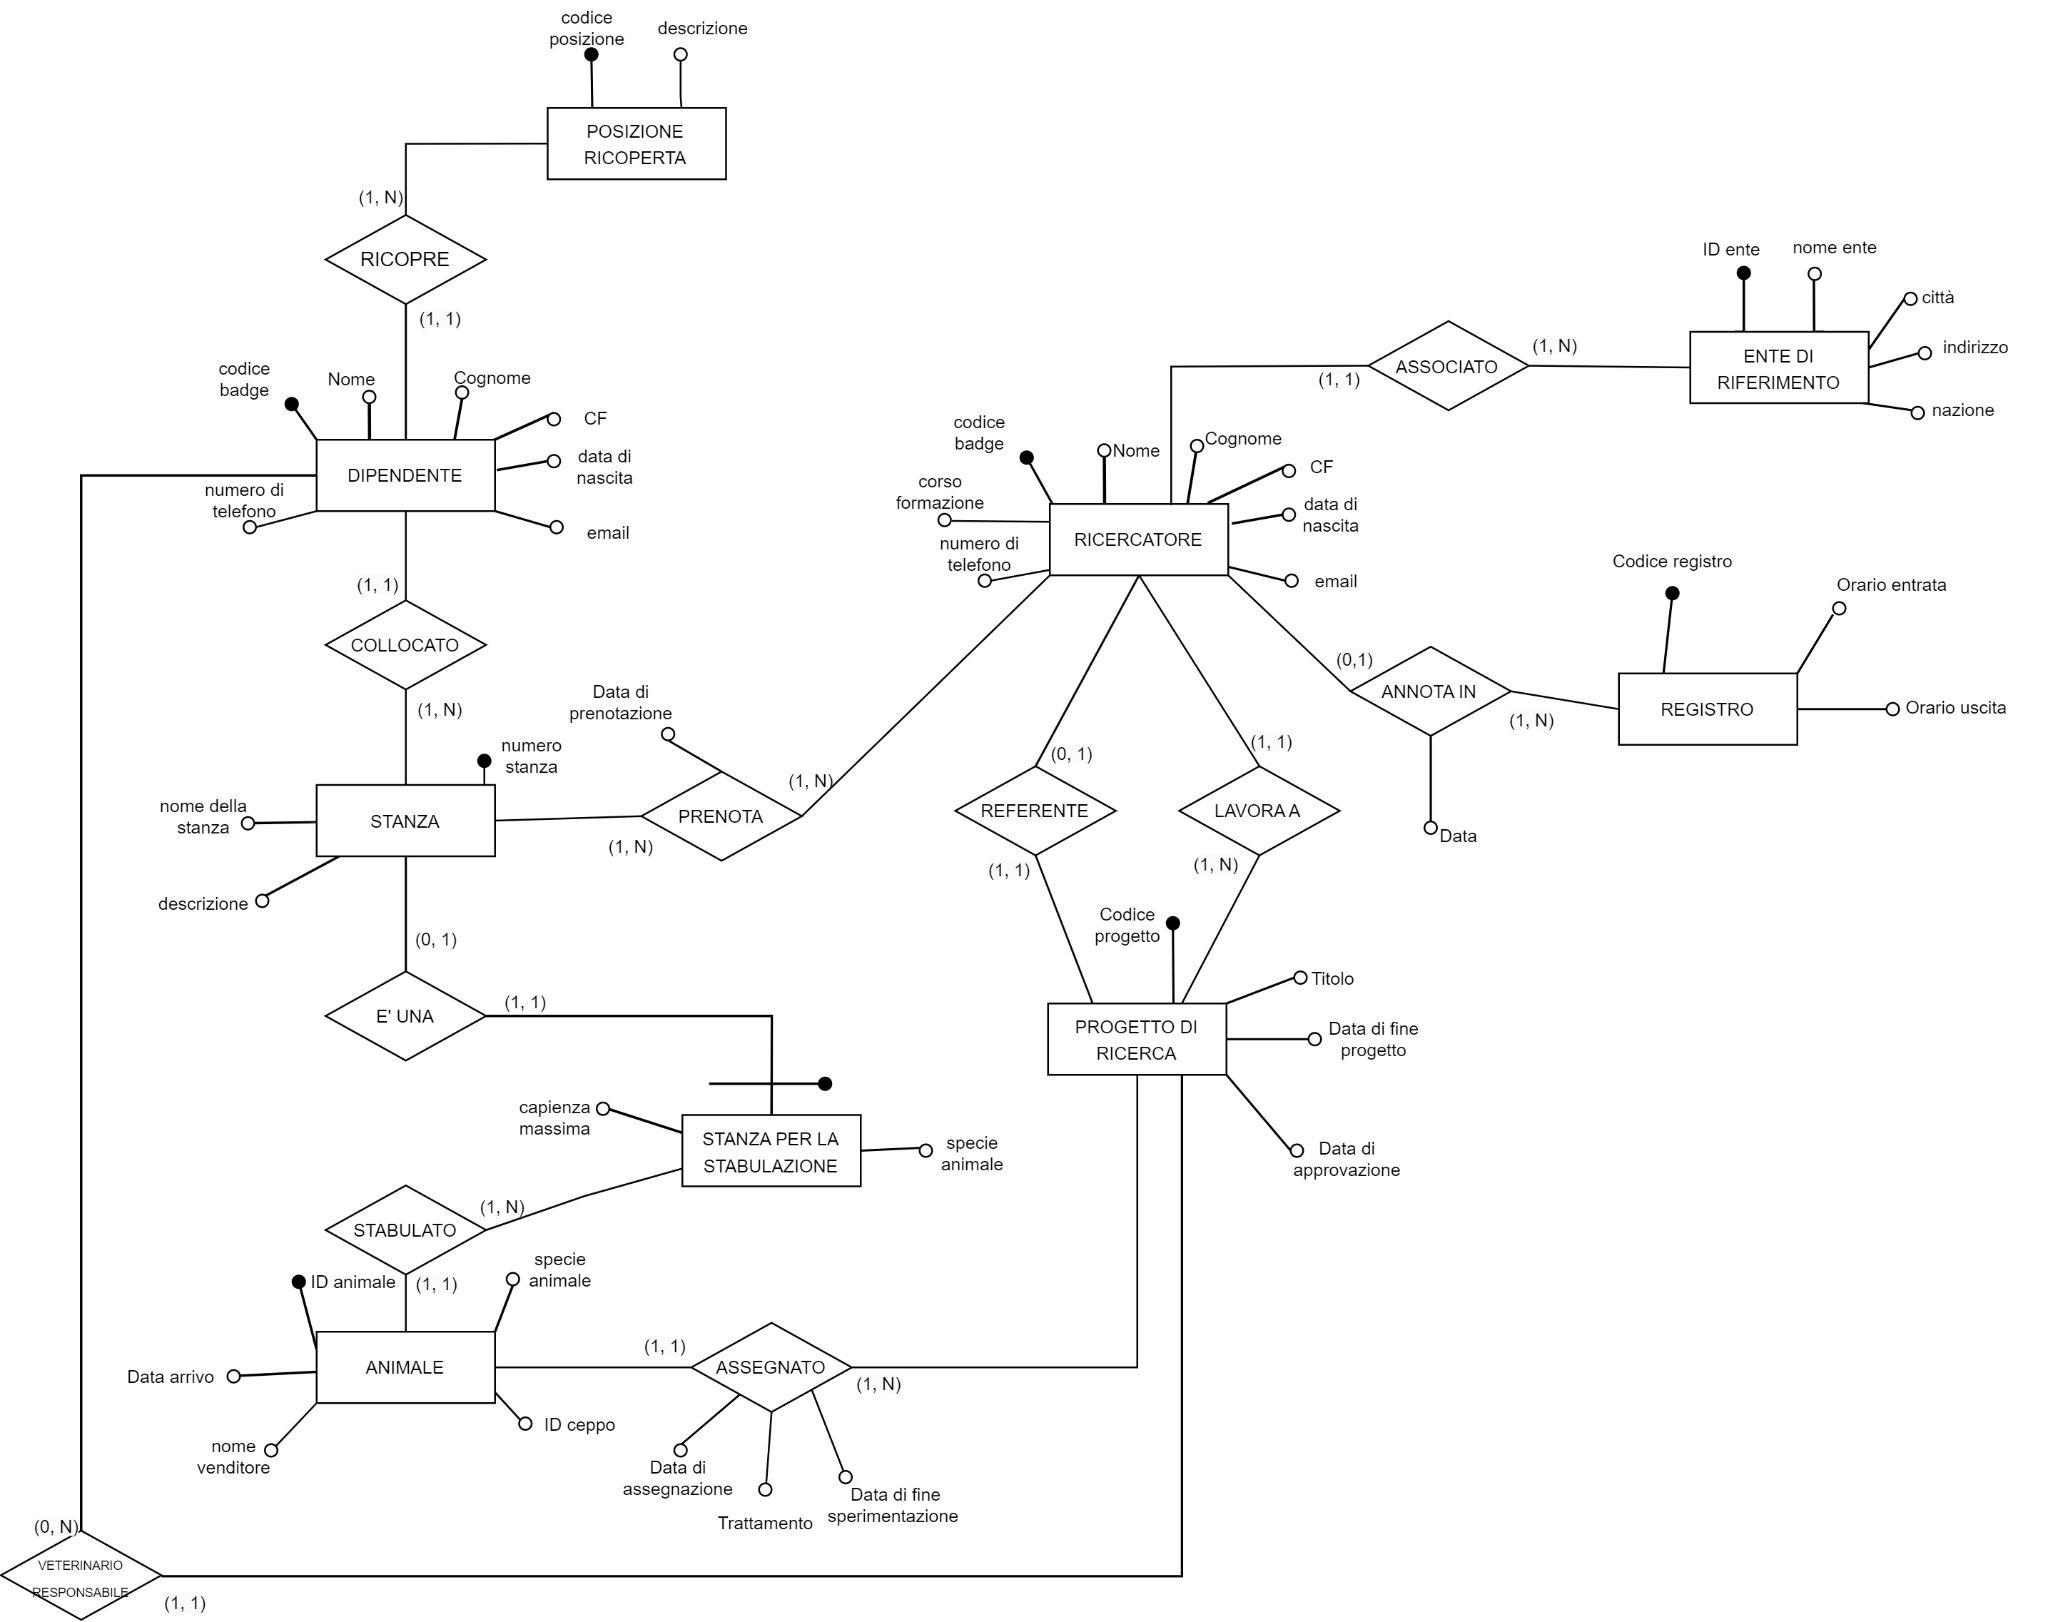 codice
posizione
descrizione
POSIZIONE
RICOPERTA
(1, N)
RICOPRE
(1, 1)
codice
badge
Nome
Cognome
CF
data di
nascita
DIPENDENTE
numero di
telefono
email
(1, 1)
COLLOCATO
(1, N)
numero
stanza
nome della
stanza
STANZA
descrizione
(0, 1)
Data di
prenotazione
(1, N)
PRENOTA
(1, N)
E' UNA
(1, 1)
capienza
massima
STANZA PER LA
STABULAZIONE
specie
animale
(1, N)
STABULATO
(1, 1)
ID animale
specie
animale
ANIMALE
Data arrivo
nome
venditore
ID ceppo
(1, 1)
ASSEGNATO
(1, N)
Data di
assegnazione
Trattamento
Data di fine
sperimentazione
(0, N)
VETERINARIO
RESPONSABILE
(1, 1)
ID ente
nome ente
città
indirizzo
nazione
ENTE DI
RIFERIMENTO
(1, N)
ASSOCIATO
(1, 1)
codice
badge
Nome
Cognome
CF
data di
nascita
corso
formazione
RICERCATORE
numero di
telefono
email
Codice registro
Orario entrata
Orario uscita
REGISTRO
(0,1)
ANNOTA IN
(1, N)
Data
(0, 1)
REFERENTE
(1, 1)
(1, 1)
LAVORA A
(1, N)
Codice
progetto
Titolo
PROGETTO DI
RICERCA
Data di fine
progetto
Data di
approvazione